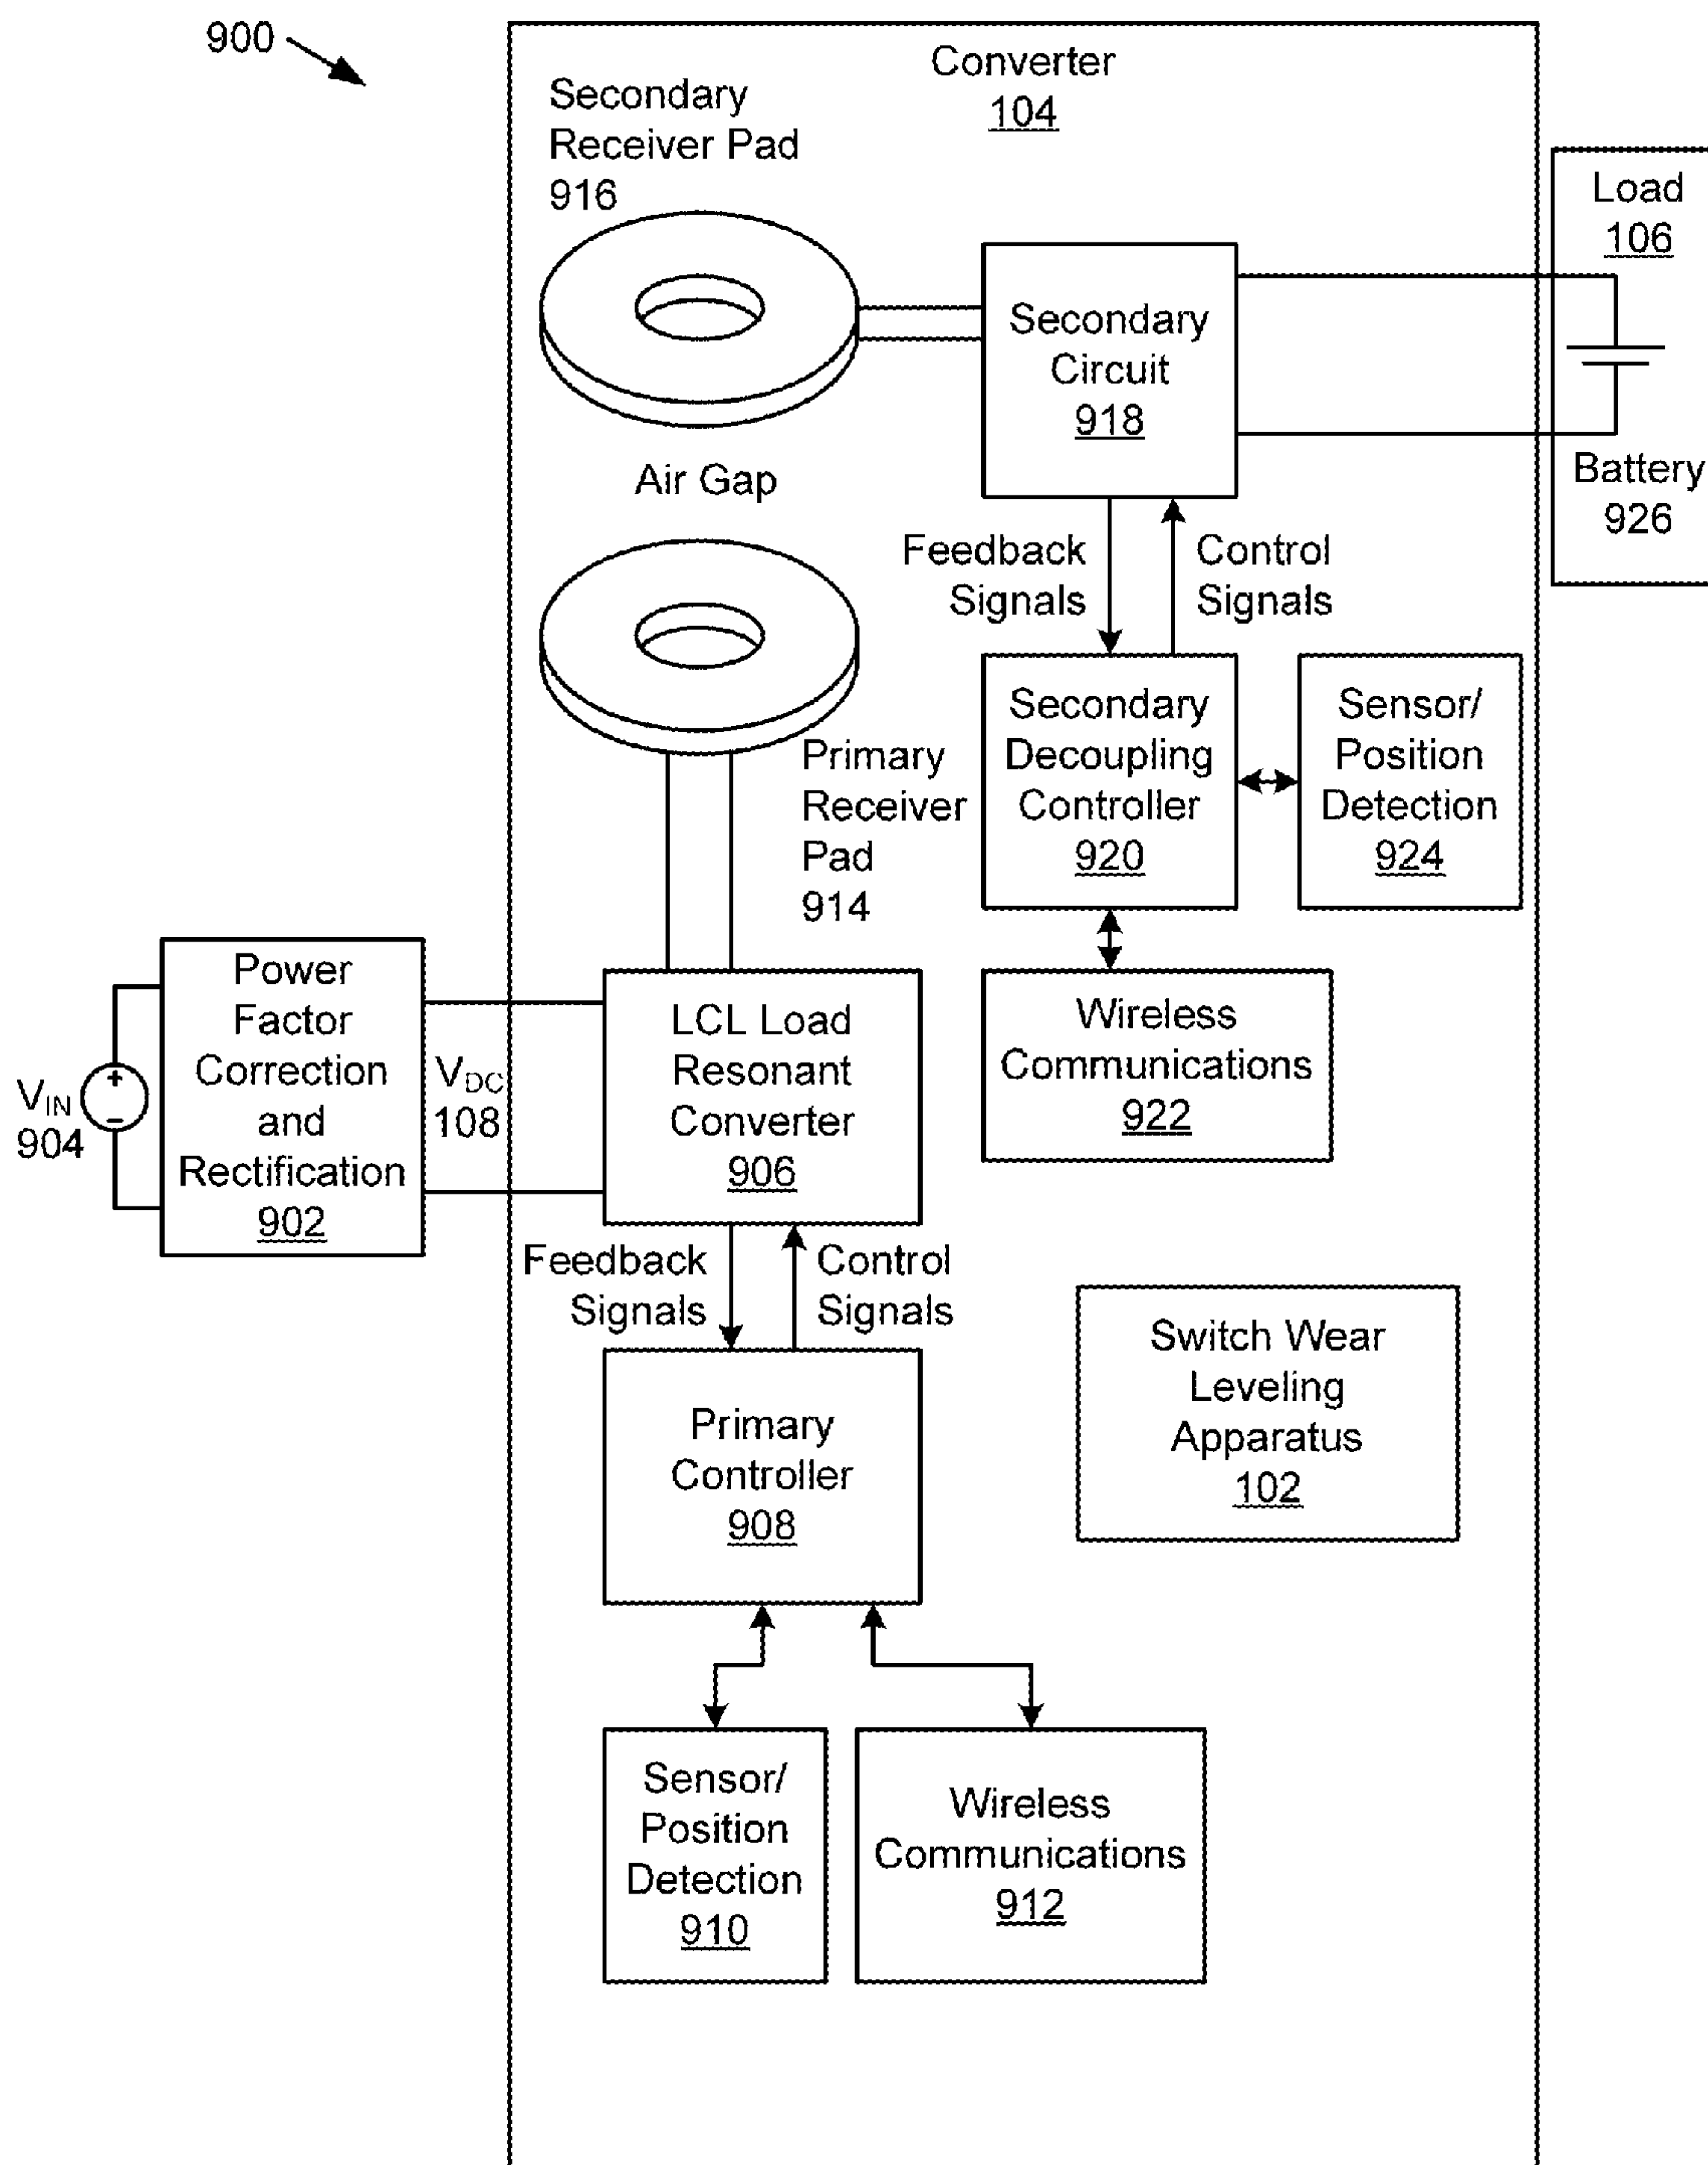 900
Converter
104
Secondary
Receiver Pad
916
Load
106
Secondary
Circuit
918
Air Gap
Battery
926
Feedback
Signals
Control
Signals
Secondary
Decoupling
Controller
920
Sensor/
Position
Detection
924
Primary
Receiver
Pad
914
Power
Factor
Correction
and
Rectification
902
VIN
904
+
−
VDC
108
LCL Load
Resonant
Converter
906
Wireless
Communications
922
Feedback
Signals
Control
Signals
Switch Wear
Leveling
Apparatus
102
Primary
Controller
908
Sensor/
Position
Detection
910
Wireless
Communications
912